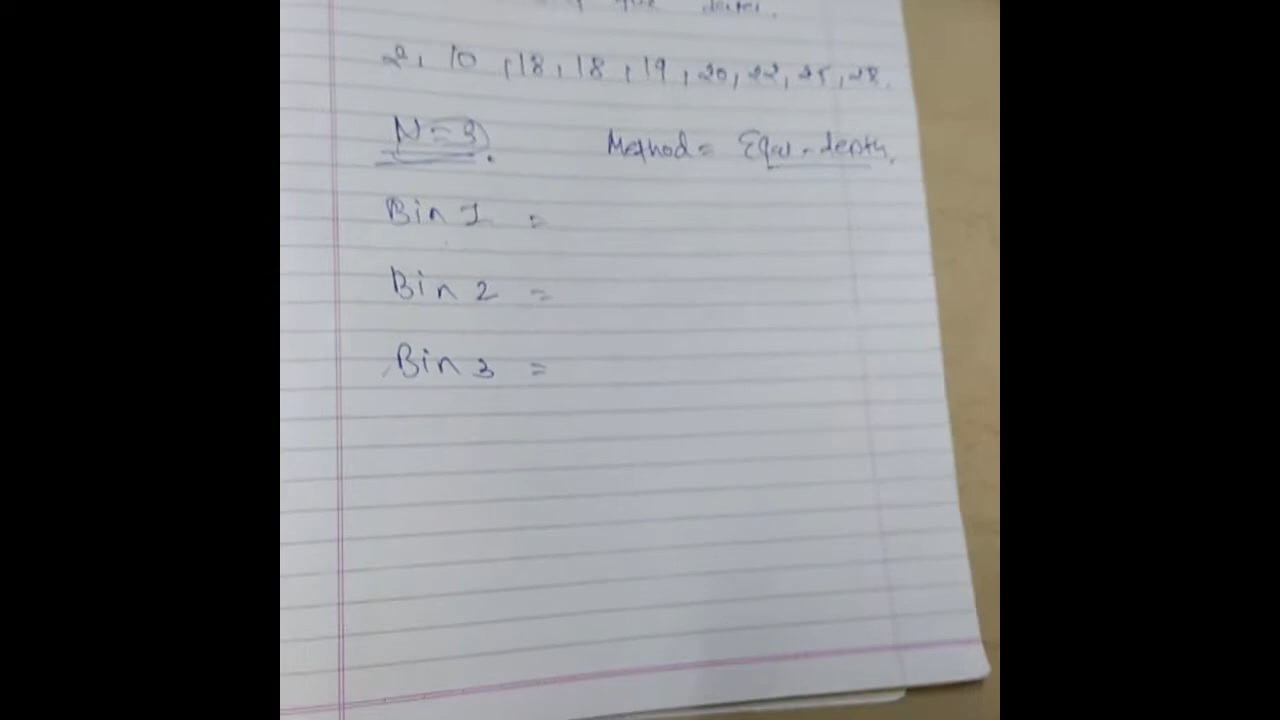 2, 10, 18, 18, 19, 20, 22, 25, 28.
N = 3. Method = Equi-depth.
Bin 1 =
Bin 2 =
Bin 3 =